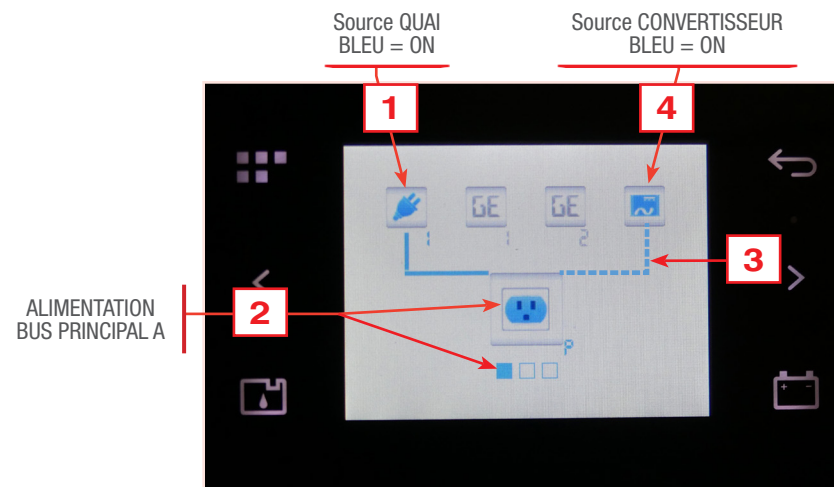 Source QUAI
BLEU = ON
Source CONVERTISSEUR
BLEU = ON
1
4
GE
GE
1
1
2
3
ALIMENTATION
BUS PRINCIPAL A
2
P